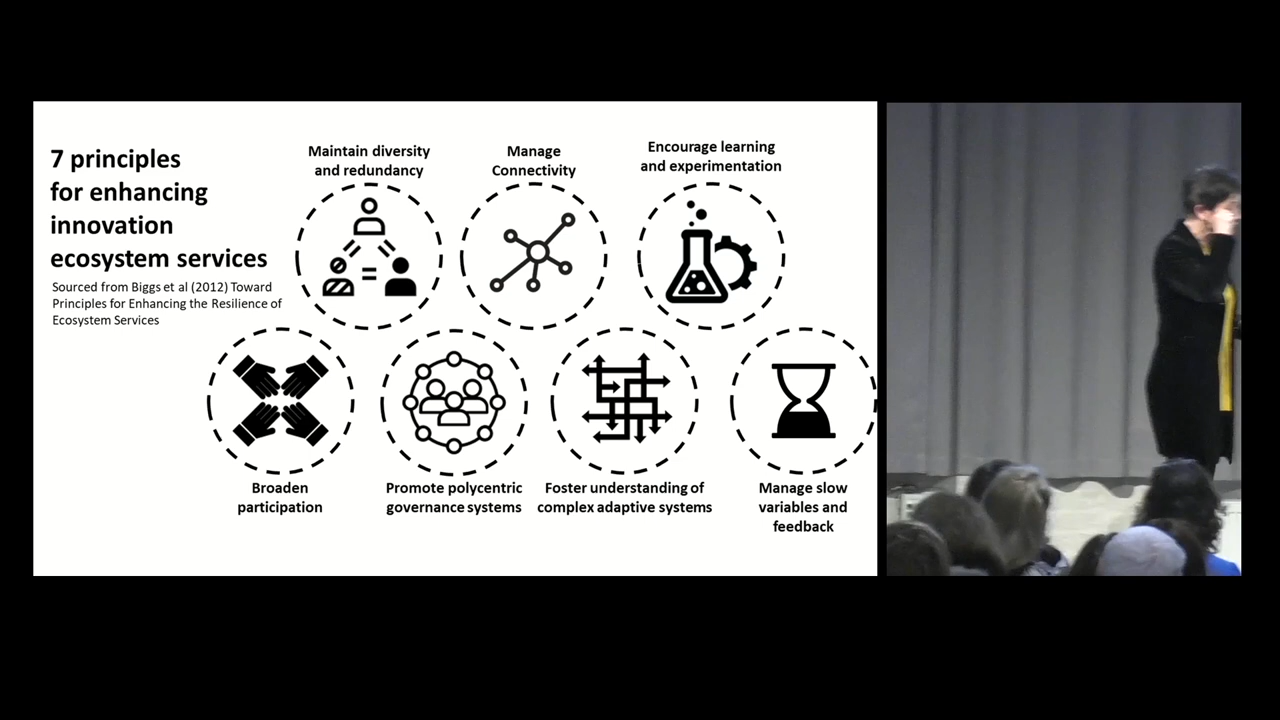 7 principles
for enhancing
innovation
ecosystem services
Sourced from Biggs et al (2012) Toward
Principles for Enhancing the Resilience of
Ecosystem Services
Maintain diversity
and redundancy
Manage
Connectivity
Encourage learning
and experimentation
Broaden
participation
Promote polycentric
governance systems
Foster understanding of
complex adaptive systems
Manage slow
variables and
feedback